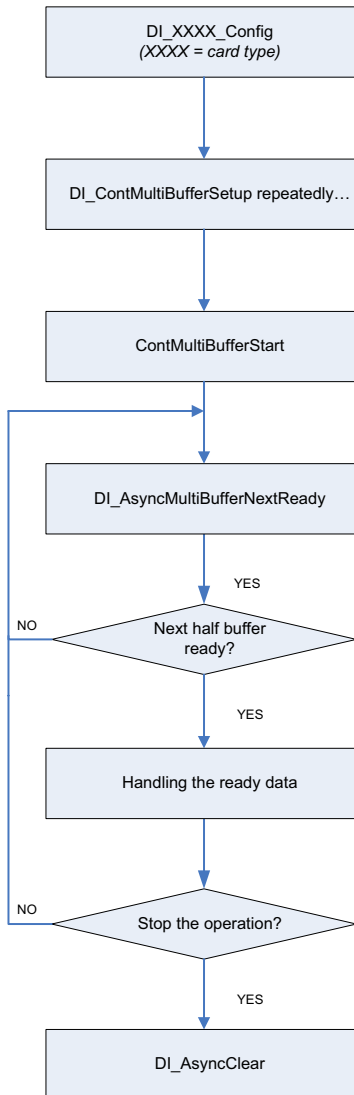 DI_XXXX_Config
(XXXX = card type)
DI_ContMultiBufferSetup repeatedly…
ContMultiBufferStart
DI_AsyncMultiBufferNextReady
YES
NO
Next half buffer
ready?
YES
Handling the ready data
NO
Stop the operation?
YES
DI_AsyncClear